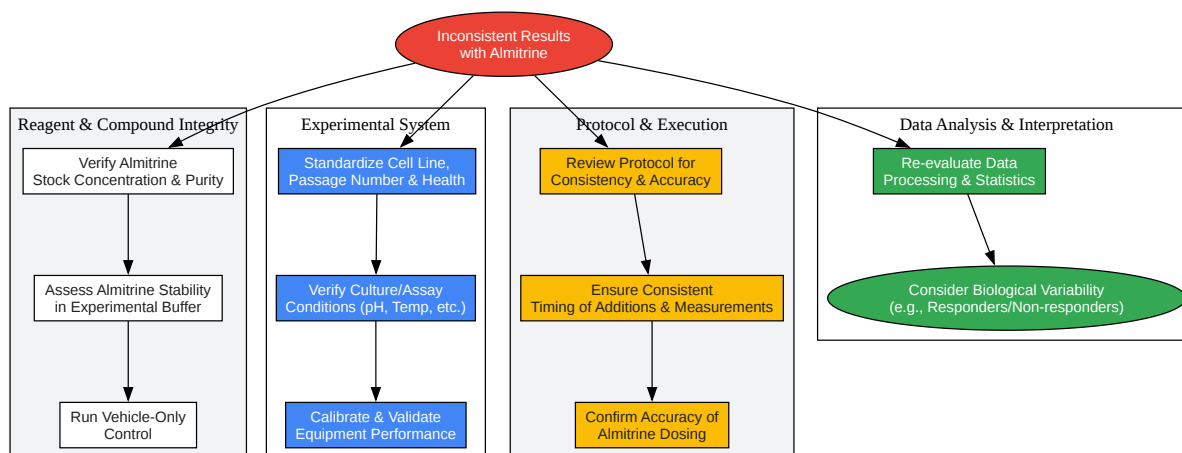 Inconsistent Results
with Almitrine
Reagent & Compound Integrity
Verify Almitrine
Stock Concentration & Purity
Assess Almitrine Stability
in Experimental Buffer
Run Vehicle-Only
Control
Experimental System
Standardize Cell Line,
Passage Number & Health
Verify Culture/Assay
Conditions (pH, Temp, etc.)
Calibrate & Validate
Equipment Performance
Protocol & Execution
Review Protocol for
Consistency & Accuracy
Ensure Consistent
Timing of Additions & Measurements
Confirm Accuracy of
Almitrine Dosing
Data Analysis & Interpretation
Re-evaluate Data
Processing & Statistics
Consider Biological Variability
(e.g., Responders/Non-responders)